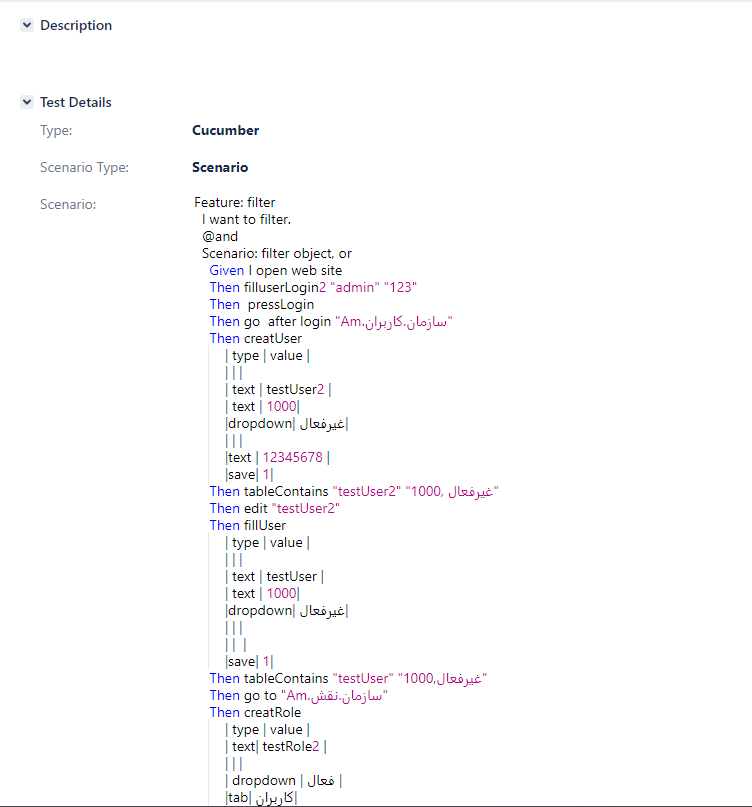 Description
Test Details
Type: Cucumber
Scenario Type: Scenario
Scenario:
Feature: filter
I want to filter.
@and
Scenario: filter object, or
Given I open web site
Then filluserLogin2 "admin" "123"
Then  pressLogin
Then go  after login "Am.سازمان.کاربران"
Then creatUser
| type | value |
| | |
| text | testUser2 |
| text | 1000|
|dropdown| غیرفعال|
| | |
|text | 12345678 |
|save| 1|
Then tableContains "testUser2" "1000, غیرفعال"
Then edit "testUser2"
Then fillUser
| type | value |
| | |
| text | testUser |
| text | 1000|
|dropdown| غیرفعال|
| | |
| |  |
|save| 1|
Then tableContains "testUser" "1000,غیرفعال"
Then go to "Am.سازمان.نقش"
Then creatRole
| type | value |
| text| testRole2 |
| | |
| dropdown | فعال |
|tab| کاربران|